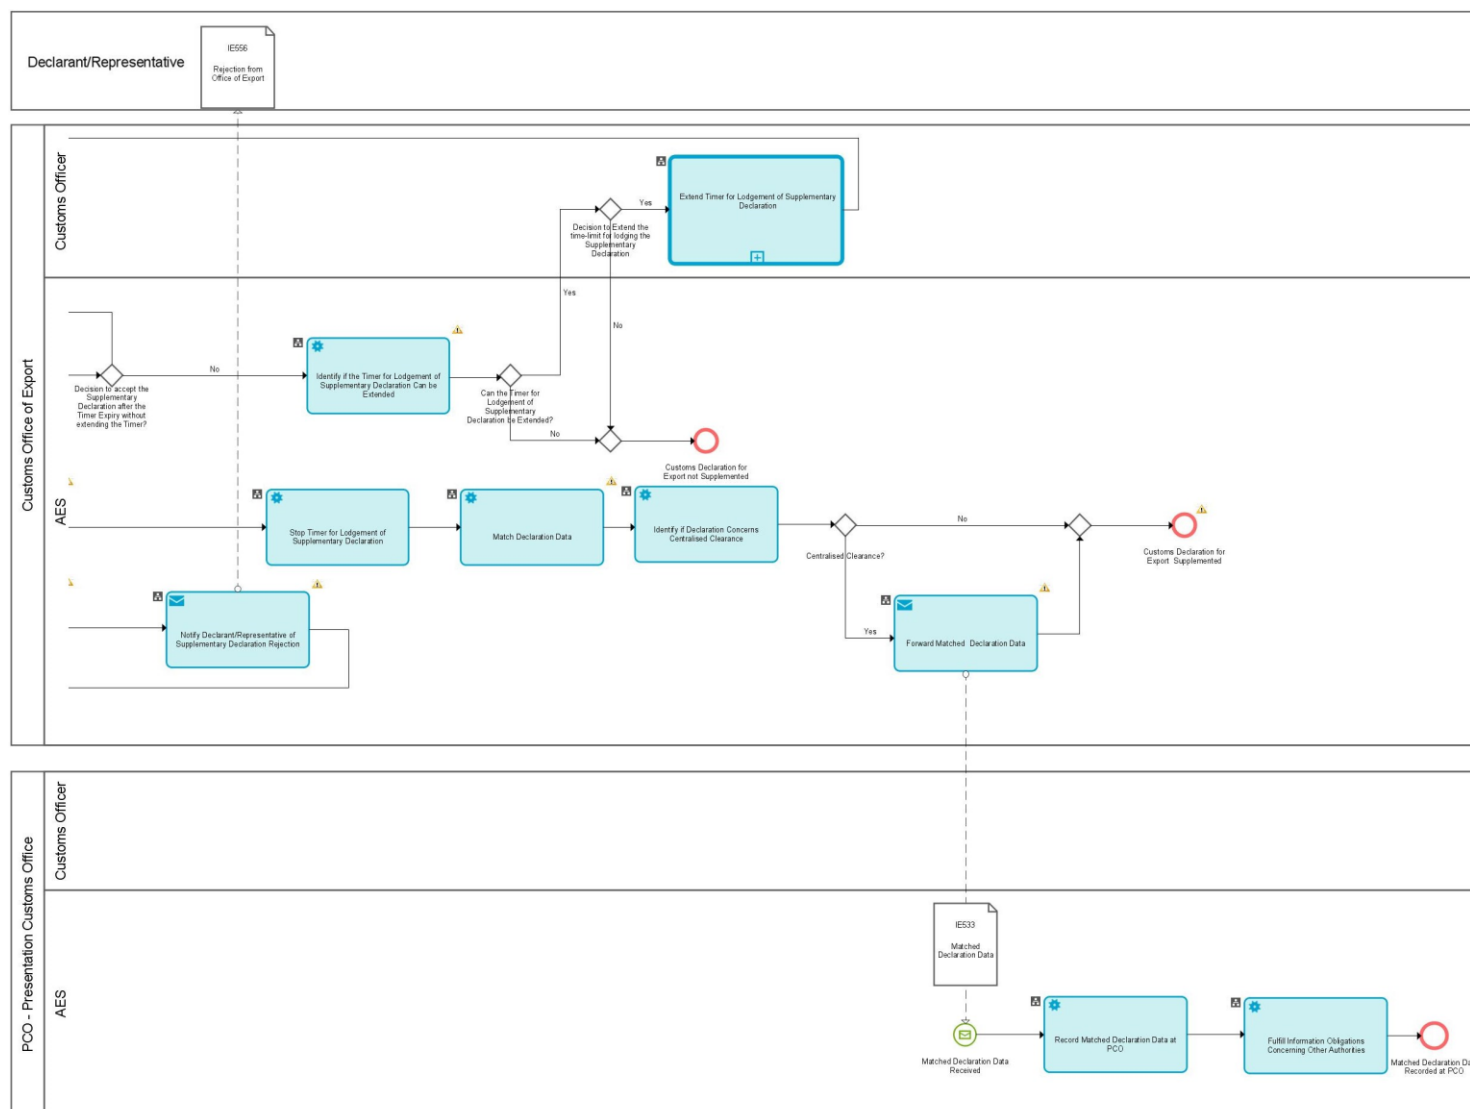 IE556
Rejection from
Office of Export
Declarant/Representative
Customs Office of Export
Customs Officer
Extend Timer for Lodgement of Supplementary
Declaration
Yes
Decision to Extend the
time-limit for lodging the
Supplementary
Declaration
Yes
No
AES
No
Decision to accept the
Supplementary
Declaration after the
Timer Expiry without
extending the Timer?
Identify if the Timer for Lodgement of
Supplementary Declaration Can be
Extended
Can the Timer for
Lodgement of
Supplementary
Declaration be Extended?
No
Customs Declaration for
Export not Supplemented
Stop Timer for Lodgement of
Supplementary Declaration
Match Declaration Data
Identify if Declaration Concerns
Centralised Clearance
Centralised Clearance?
No
Customs Declaration for
Export Supplemented
Yes
Forward Matched Declaration Data
Notify Declarant/Representative of
Supplementary Declaration Rejection
PCO - Presentation Customs Office
Customs Officer
AES
IE533
Matched
Declaration Data
Matched Declaration Data
Received
Record Matched Declaration Data at
PCO
Fulfill Information Obligations
Concerning Other Authorities
Matched Declaration Da
Recorded at PCO